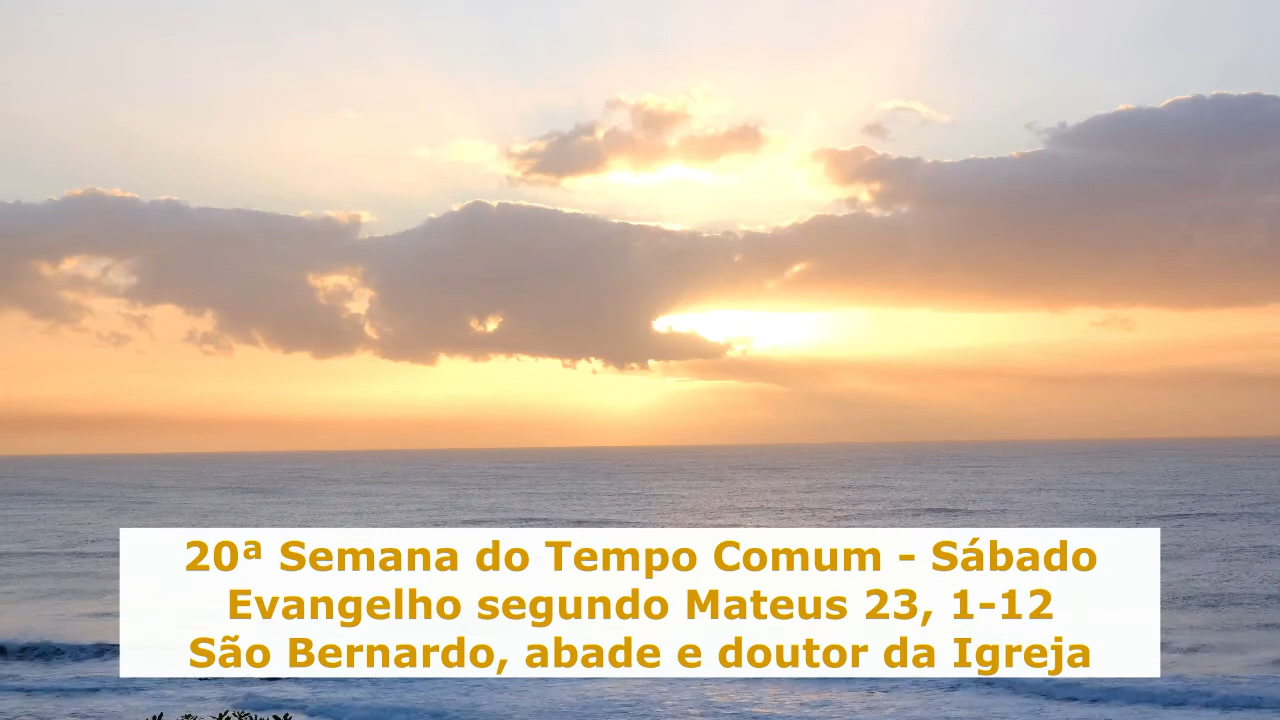 20ª Semana do Tempo Comum - Sábado
Evangelho segundo Mateus 23, 1-12
São Bernardo, abade e doutor da Igreja